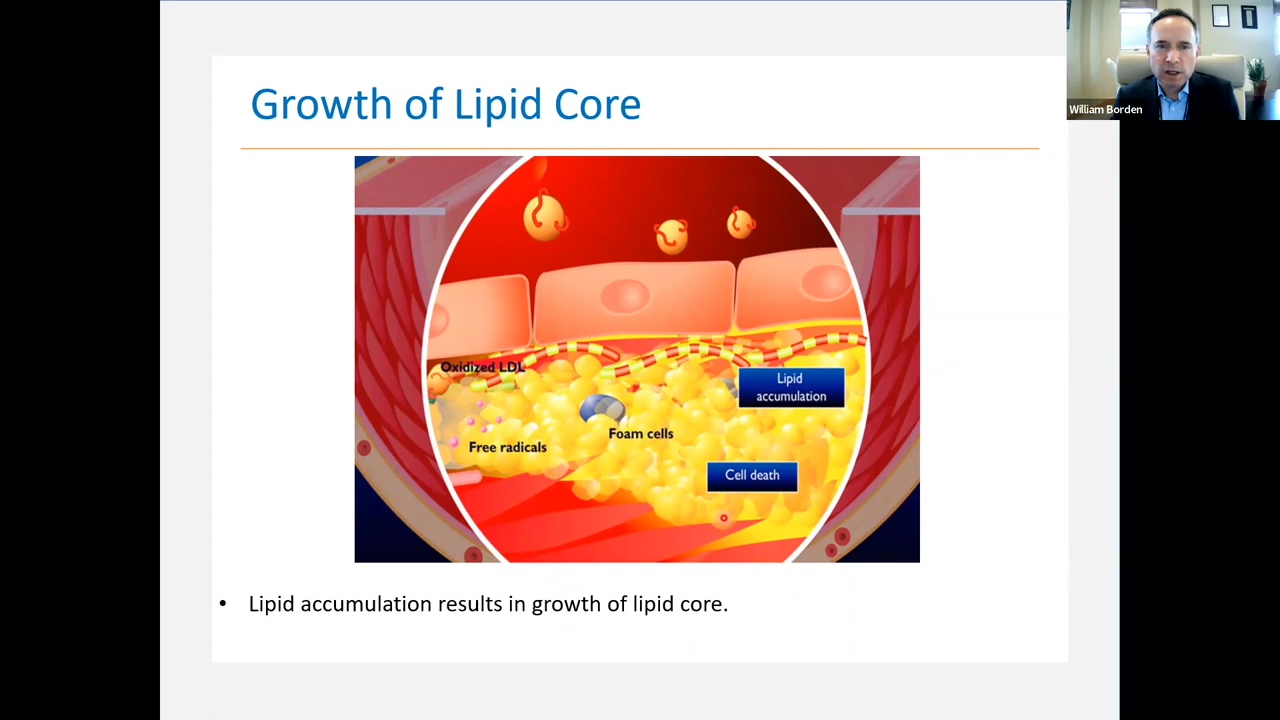 Growth of Lipid Core
William Borden
Oxidized LDL
Lipid
accumulation
Foam cells
Free radicals
Cell death
• Lipid accumulation results in growth of lipid core.